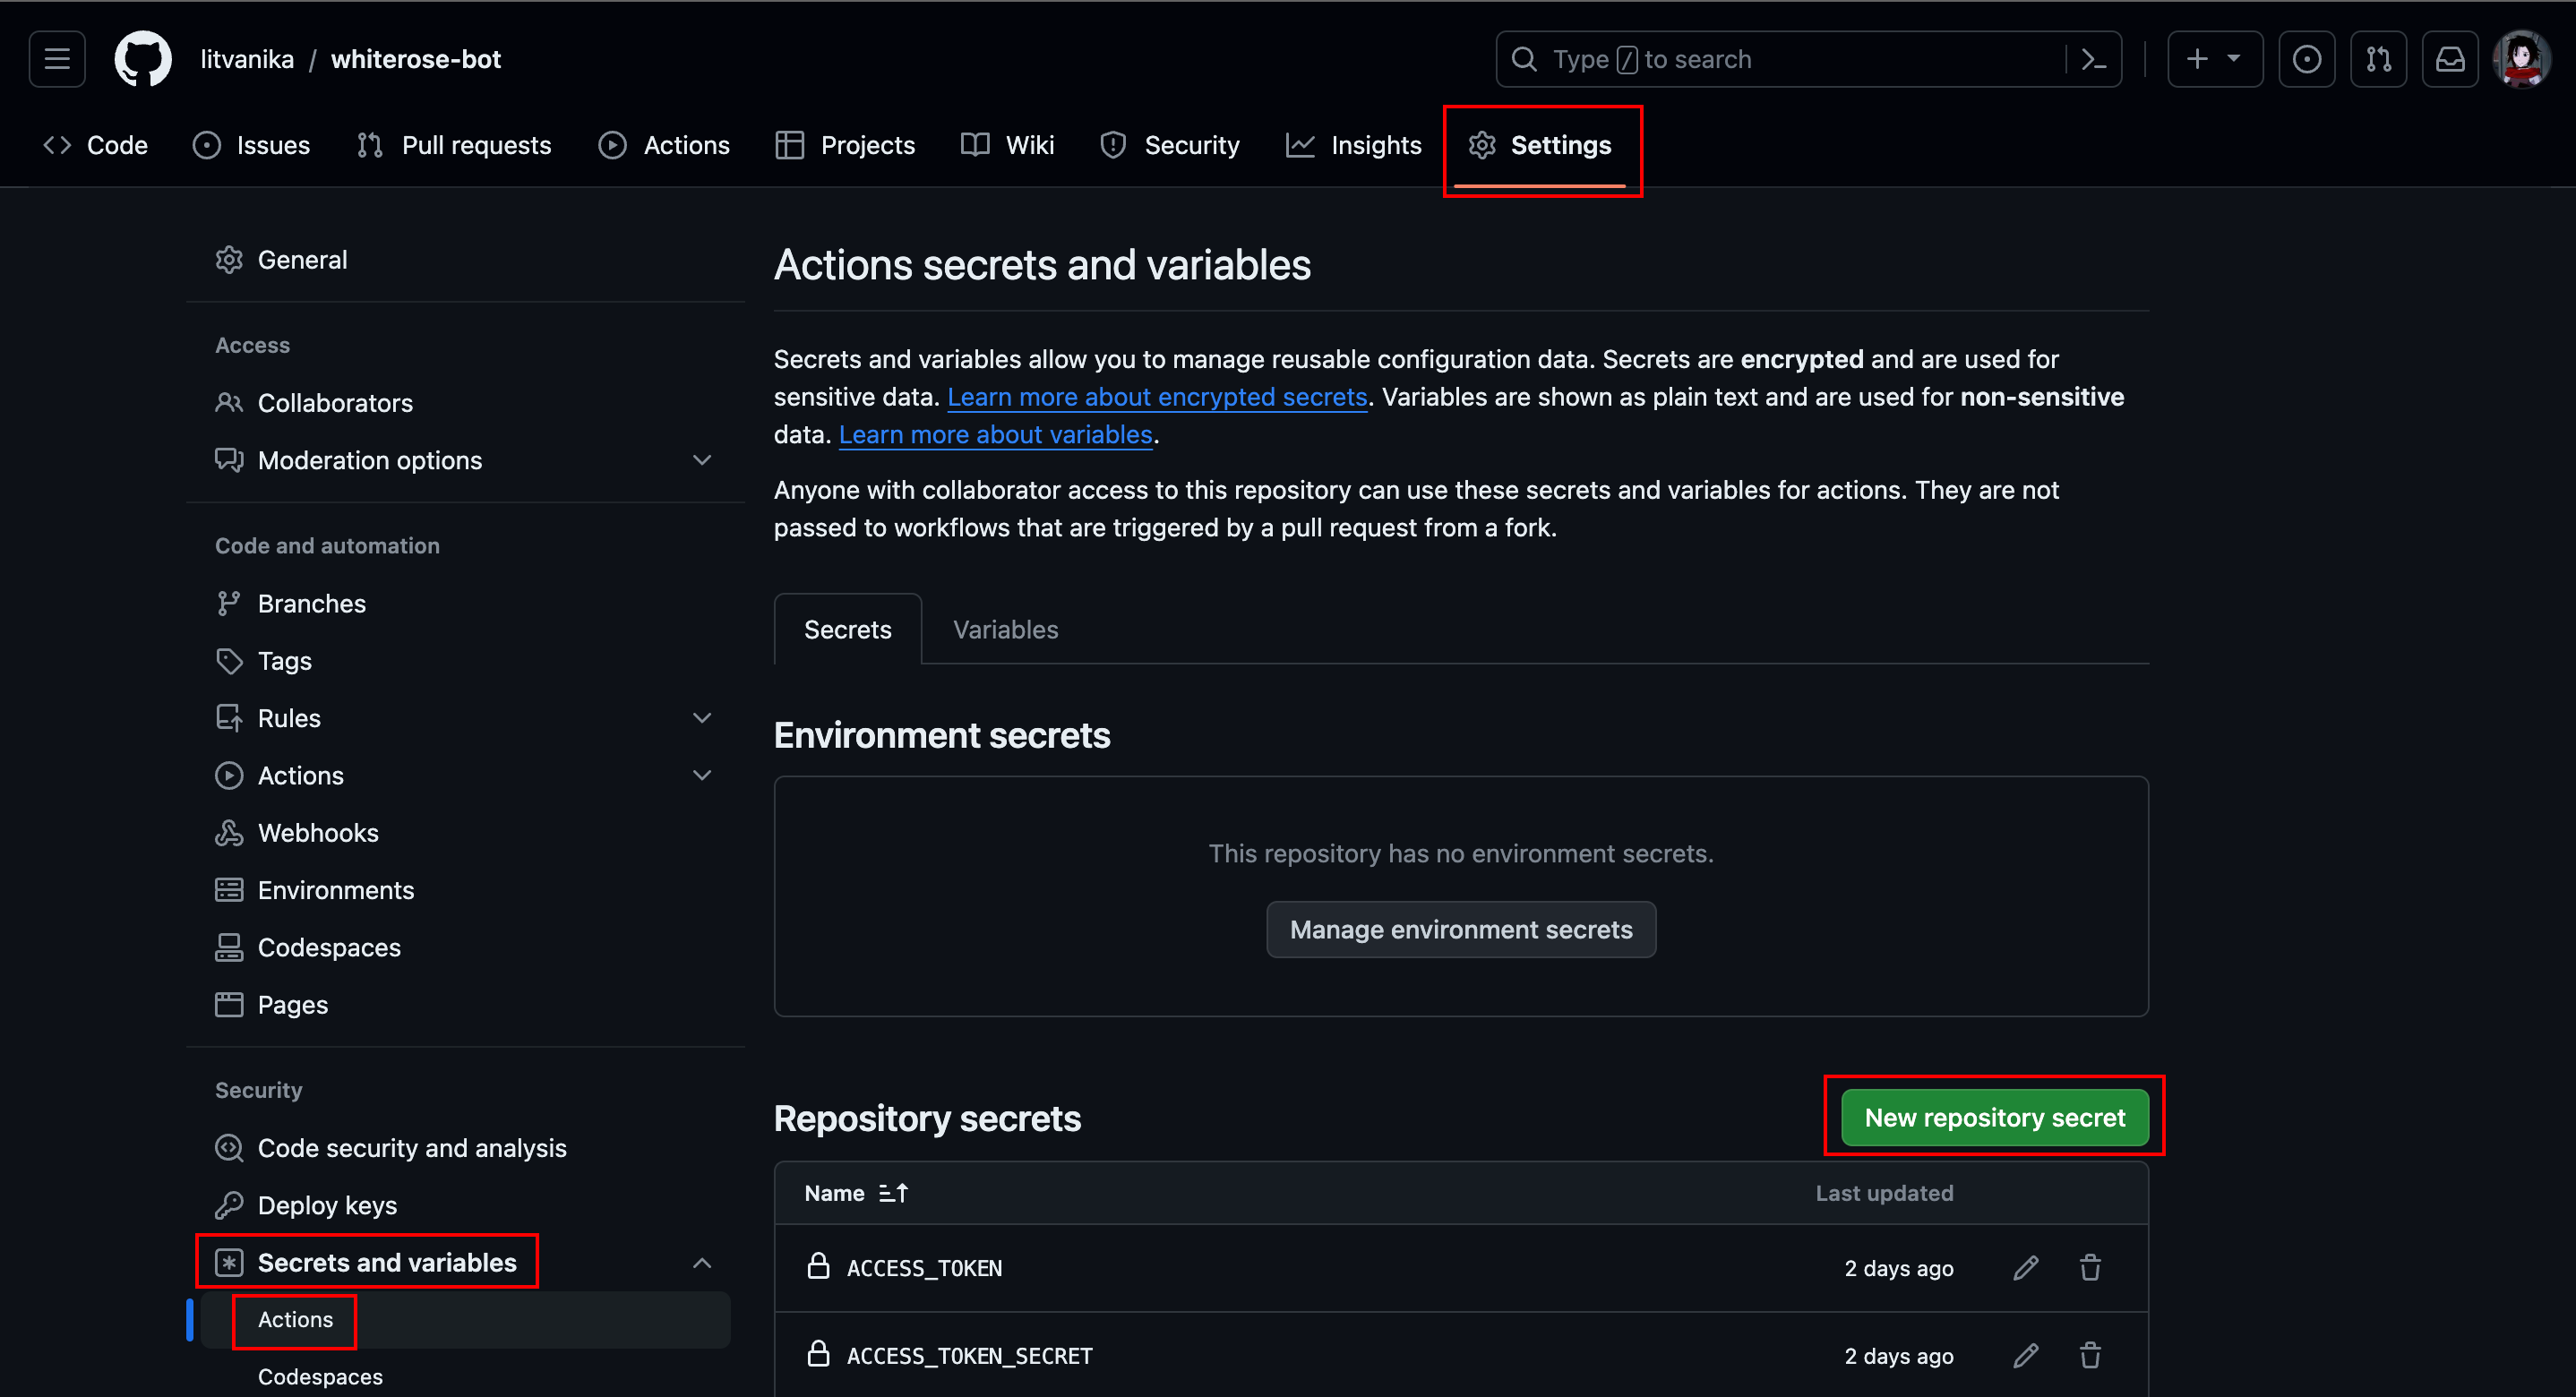 litvanika / whiterose-bot
Type / to search
Code
Issues
Pull requests
Actions
Projects
Wiki
Security
Insights
Settings
General
Access
Collaborators
Moderation options
Code and automation
Branches
Tags
Rules
Actions
Webhooks
Environments
Codespaces
Pages
Security
Code security and analysis
Deploy keys
Secrets and variables
Actions
Codespaces
Actions secrets and variables
Secrets and variables allow you to manage reusable configuration data. Secrets are encrypted and are used for
sensitive data. Learn more about encrypted secrets. Variables are shown as plain text and are used for non-sensitive
data. Learn more about variables.
Anyone with collaborator access to this repository can use these secrets and variables for actions. They are not
passed to workflows that are triggered by a pull request from a fork.
Secrets
Variables
Environment secrets
This repository has no environment secrets.
Manage environment secrets
Repository secrets
New repository secret
Name
Last updated
ACCESS_TOKEN
2 days ago
ACCESS_TOKEN_SECRET
2 days ago